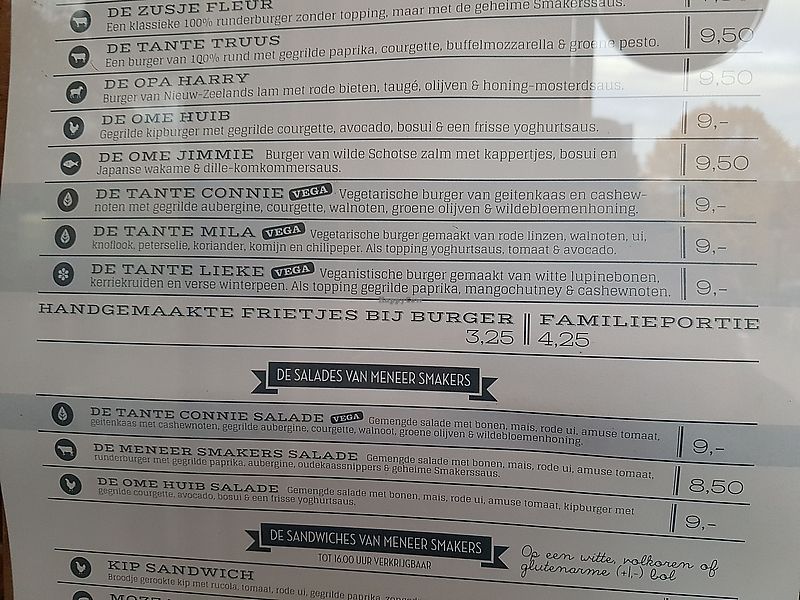 DE ZUSJE FLEUR
Een klassieke 100% runderburger zonder topping, maar met de geheime Smakerssaus.
DE TANTE TRUUS 9,50
Een burger van 100% rund met gegrilde paprika, courgette, buffelmozzarella & groene pesto.
DE OPA HARRY 9,50
Burger van Nieuw-Zeelands lam met rode bieten, taugé, olijven & honing-mosterdsaus.
DE OME HUIB 9,-
Gegrilde kipburger met gegrilde courgette, avocado, bosui & een frisse yoghurtsaus.
DE OME JIMMIE Burger van wilde Schotse zalm met kappertjes, bosui en 9,50
Japanse wakame & dille-komkommersaus.
DE TANTE CONNIE VEGA Vegetarische burger van geitenkaas en cashew- 9,-
noten met gegrilde aubergine, courgette, walnoten, groene olijven & wildebloemenhoning.
DE TANTE MILA VEGA Vegetarische burger gemaakt van rode linzen, walnoten, ui, 9,-
knoflook, peterselie, koriander, komijn en chilipeper. Als topping yoghurtsaus, tomaat & avocado.
DE TANTE LIEKE VEGA Veganistische burger gemaakt van witte lupinebonen, 9,-
kerriekruiden en verse winterpeen. Als topping gegrilde paprika, mangochutney & cashewnoten.
HANDGEMAAKTE FRIETJES BIJ BURGER FAMILIEPORTIE
3,25 4,25
DE SALADES VAN MENEER SMAKERS
DE TANTE CONNIE SALADE VEGA Gemengde salade met bonen, mais, rode ui, amuse tomaat, 9,-
geitenkaas met cashewnoten, gegrilde aubergine, courgette, walnoot, groene olijven & wildebloemenhoning.
DE MENEER SMAKERS SALADE Gemengde salade met bonen, mais, rode ui, amuse tomaat, 8,50
runderburger met gegrilde paprika, aubergine, oudekaassnippers & geheime Smakerssaus.
DE OME HUIB SALADE Gemengde salade met bonen, mais, rode ui, amuse tomaat, kipburger met 9,-
gegrilde courgette, avocado, bosui & een frisse yoghurtsaus.
DE SANDWICHES VAN MENEER SMAKERS
TOT 16.00 UUR VERKRIJGBAAR
Op een witte, volkoren of
glutenarme (+1,-) bol
KIP SANDWICH
Broodje gerookte kip met rucola, tomaat, rode ui, gegrilde paprika,